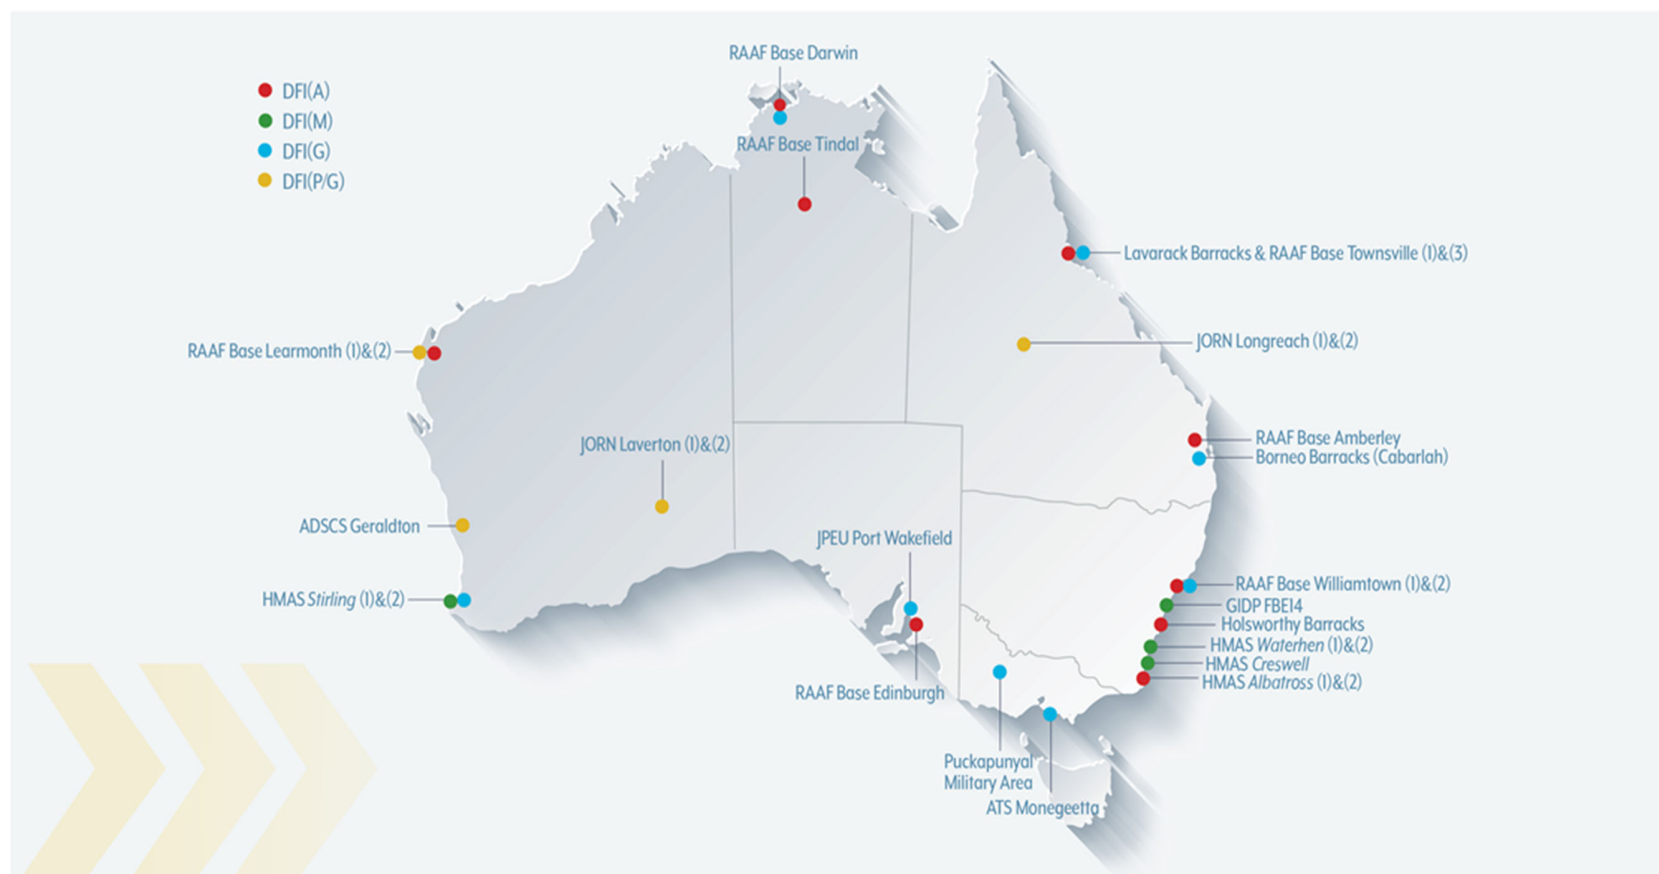 RAAF Base Darwin
DFI(A)
DFI(M)
DFI(G)
DFI(P/G)
RAAF Base Tindal
Lavarack Barracks & RAAF Base Townsville (1)&(3)
JORN Longreach (1)&(2)
RAAF Base Learmonth (1)&(2)
RAAF Base Amberley
Borneo Barracks (Cabarlah)
JORN Laverton (1)&(2)
ADSCS Geraldton
JPEU Port Wakefield
HMAS Stirling (1)&(2)
RAAF Base Williamtown (1)&(2)
GIDP FBE14
Holsworthy Barracks
HMAS Waterhen (1)&(2)
HMAS Creswell
HMAS Albatross (1)&(2)
RAAF Base Edinburgh
Puckapunyal
Military Area
ATS Monegeetta